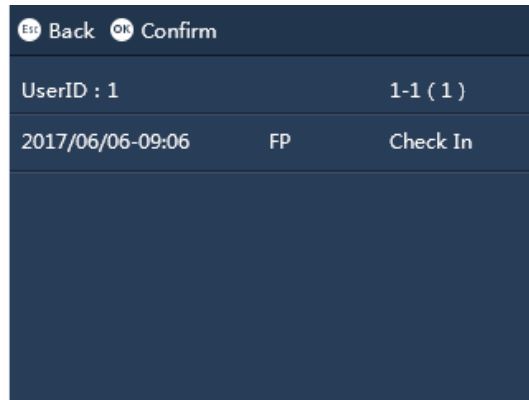 Esc Back OK Confirm
UserID : 1 1-1 ( 1 )
2017/06/06-09:06 FP Check In